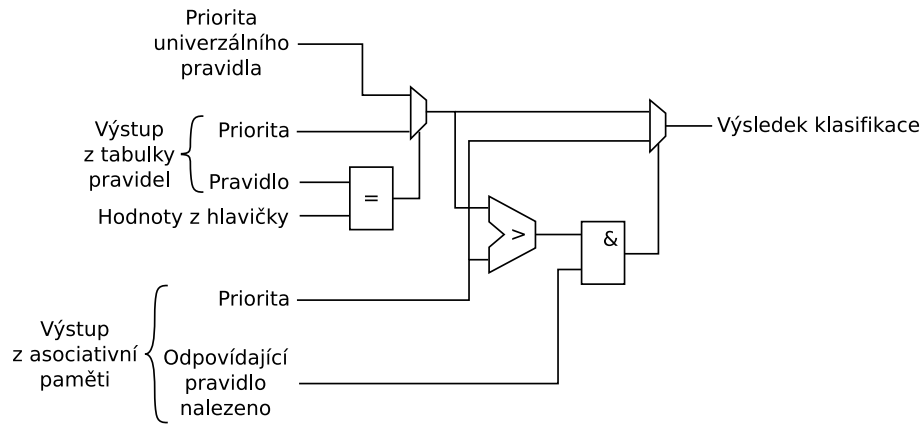 Priorita
univerzálního
pravidla
Výstup
z tabulky
pravidel
Priorita
Pravidlo
Hodnoty z hlavičky
=
Výsledek klasifikace
>
&
Výstup
z asociativní
paměti
Priorita
Odpovídající
pravidlo
nalezeno